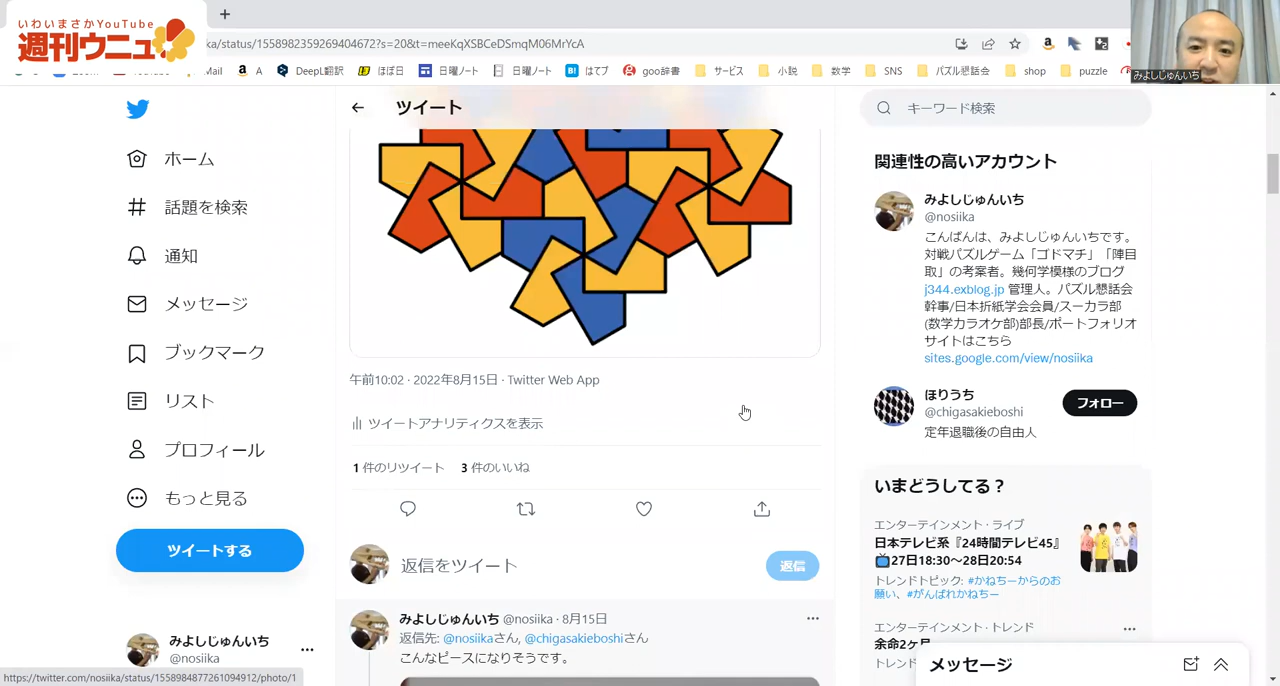 いわいまさかYouTube
週刊ウニュ
ka/status/1558982359269404672?s=20&t=meeKqXSBCeDSmqM06MrYcA
みよしじゅんいち
Mail
A
DeepL翻訳
ほぼ日
日曜ノート
日曜ノート
はてブ
goo辞書
サービス
小説
数学
SNS
パズル懇話会
shop
puzzle
ホーム
話題を検索
通知
メッセージ
ブックマーク
リスト
プロフィール
もっと見る
ツイートする
みよしじゅんいち
@nosiika
https://twitter.com/nosiika/status/1558984877261094912/photo/1
ツイート
午前10:02 · 2022年8月15日 · Twitter Web App
ツイートアナリティクスを表示
1 件のリツイート 3 件のいいね
返信をツイート
返信
みよしじゅんいち @nosiika · 8月15日
返信先: @nosiikaさん, @chigasakieboshiさん
こんなピースになりそうです。
キーワード検索
関連性の高いアカウント
みよしじゅんいち
@nosiika
こんばんは、みよしじゅんいちです。
対戦パズルゲーム「ゴドマチ」「陣目
取」の考案者。幾何学模様のブログ
j344.exblog.jp 管理人。パズル懇話会
幹事/日本折紙学会会員/スーカラ部
(数学カラオケ部)部長/ポートフォリオ
サイトはこちら
sites.google.com/view/nosiika
ほりうち
@chigasakieboshi
定年退職後の自由人
フォロー
いまどうしてる？
エンターテインメント · ライブ
日本テレビ系『24時間テレビ45』
27日18:30〜28日20:54
トレンドトピック: #かねちーからのお
願い、#がんばれかねちー
エンターテインメント · トレンド
余命2ヶ月
トレンド
メッセージ